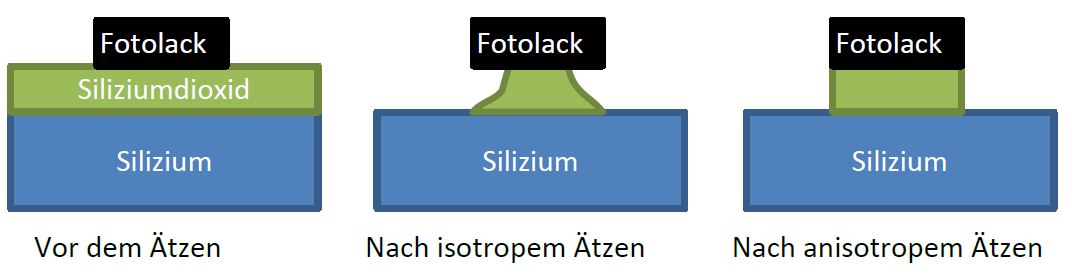 Fotolack
Siliziumdioxid
Silizium
Vor dem Ätzen
Fotolack
Silizium
Nach isotropem Ätzen
Fotolack
Silizium
Nach anisotropem Ätzen